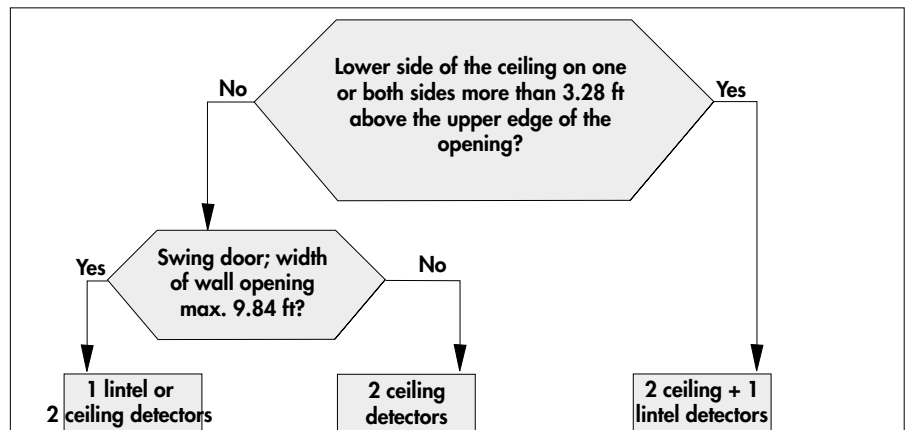 Lower side of the ceiling on one
or both sides more than 3.28 ft
above the upper edge of the
opening?
No
Yes
Swing door; width
of wall opening
max. 9.84 ft?
Yes
No
1 lintel or
2 ceiling detectors
2 ceiling
detectors
2 ceiling + 1
lintel detectors